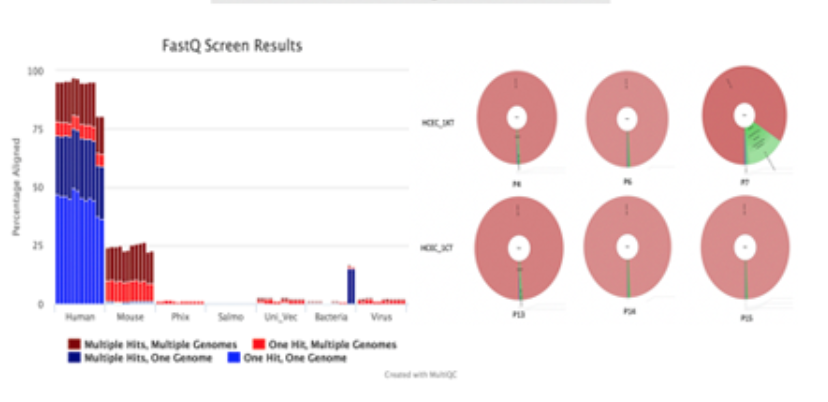 FastQ Screen Results
Percentage Aligned
100
75
50
25
0
Human Mouse Phix Salmo Uni_Vec Bacteria Virus
Multiple Hits, Multiple Genomes One Hit, Multiple Genomes
Multiple Hits, One Genome One Hit, One Genome
Created with MultiQC
P4 P6 P7
P13 P14 P15